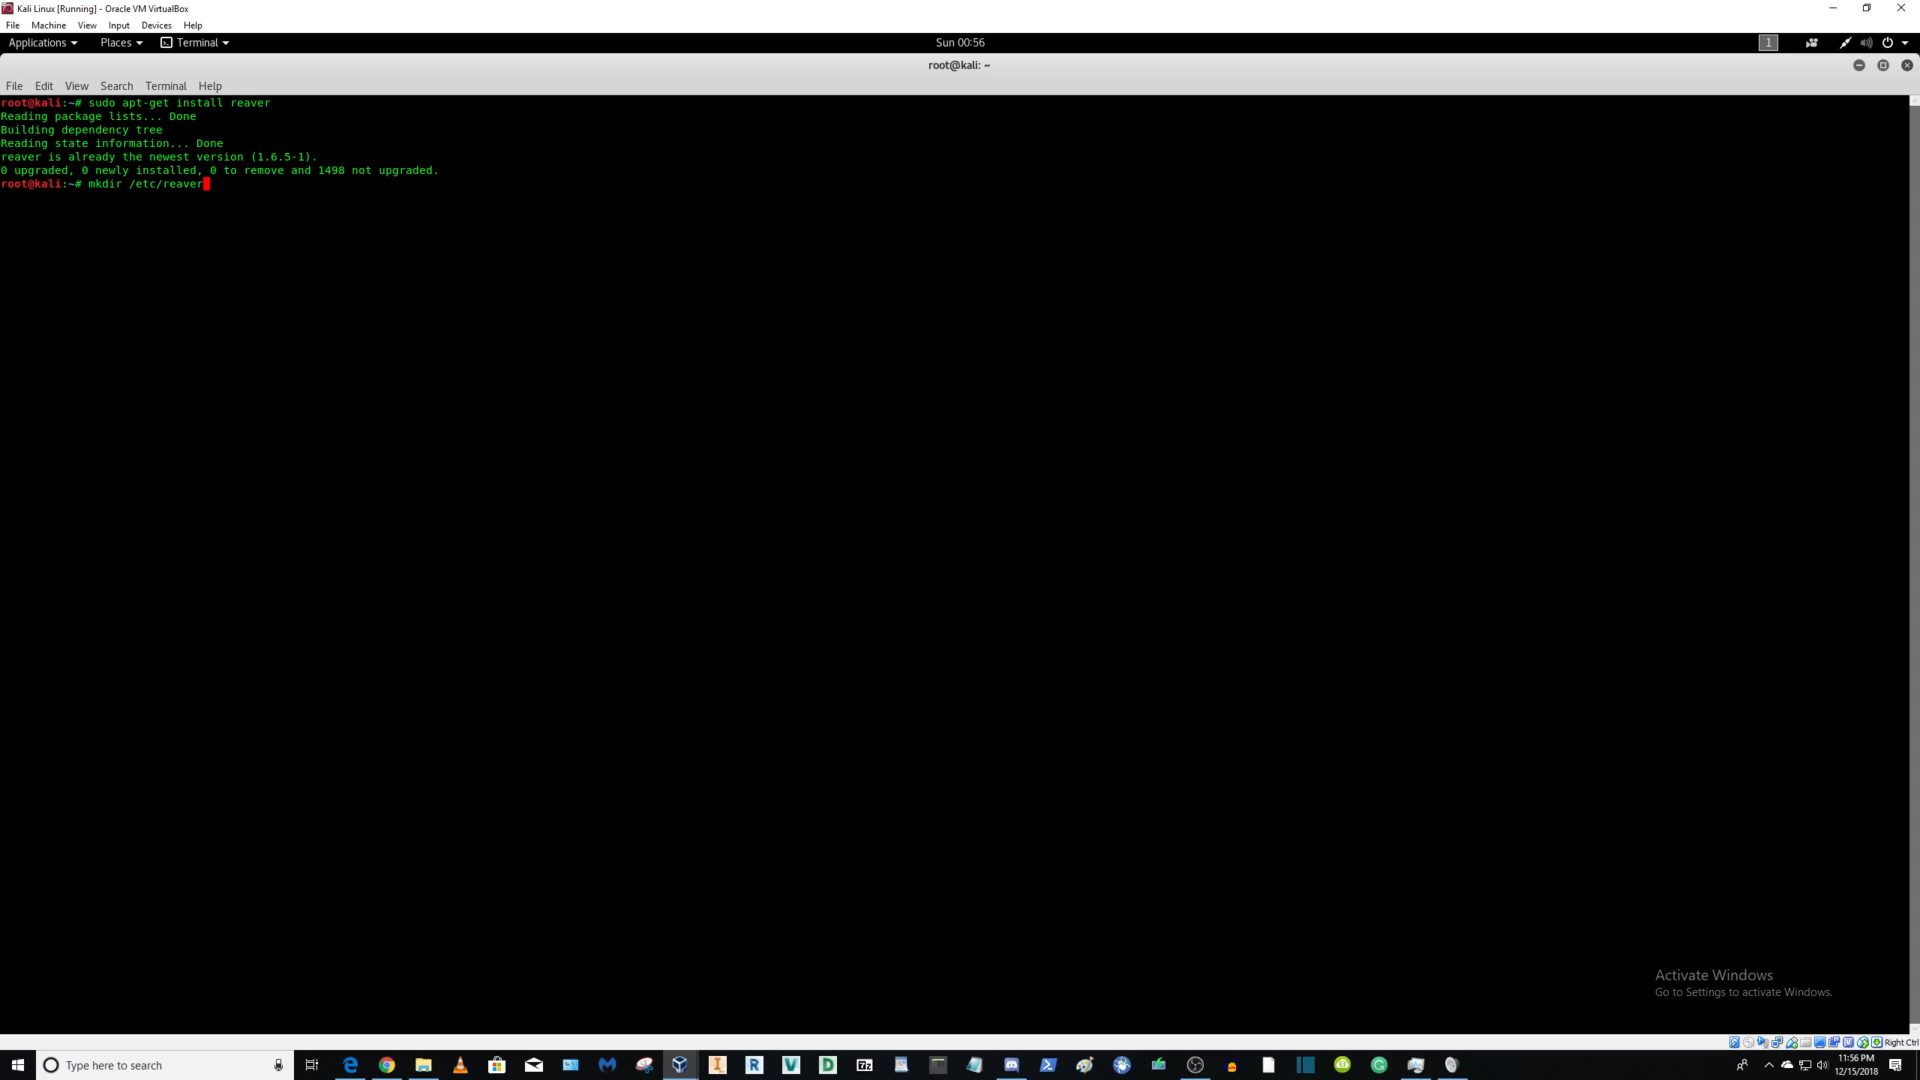 Kali Linux [Running] - Oracle VM VirtualBox
File Machine View Input Devices Help
Applications Places Terminal Sun 00:56 1
root@kali: ~
File Edit View Search Terminal Help
root@kali:~# sudo apt-get install reaver
Reading package lists... Done
Building dependency tree
Reading state information... Done
reaver is already the newest version (1.6.5-1).
0 upgraded, 0 newly installed, 0 to remove and 1498 not upgraded.
root@kali:~# mkdir /etc/reaver
Activate Windows
Go to Settings to activate Windows.
Right Ctrl
Type here to search
11:56 PM
12/15/2018